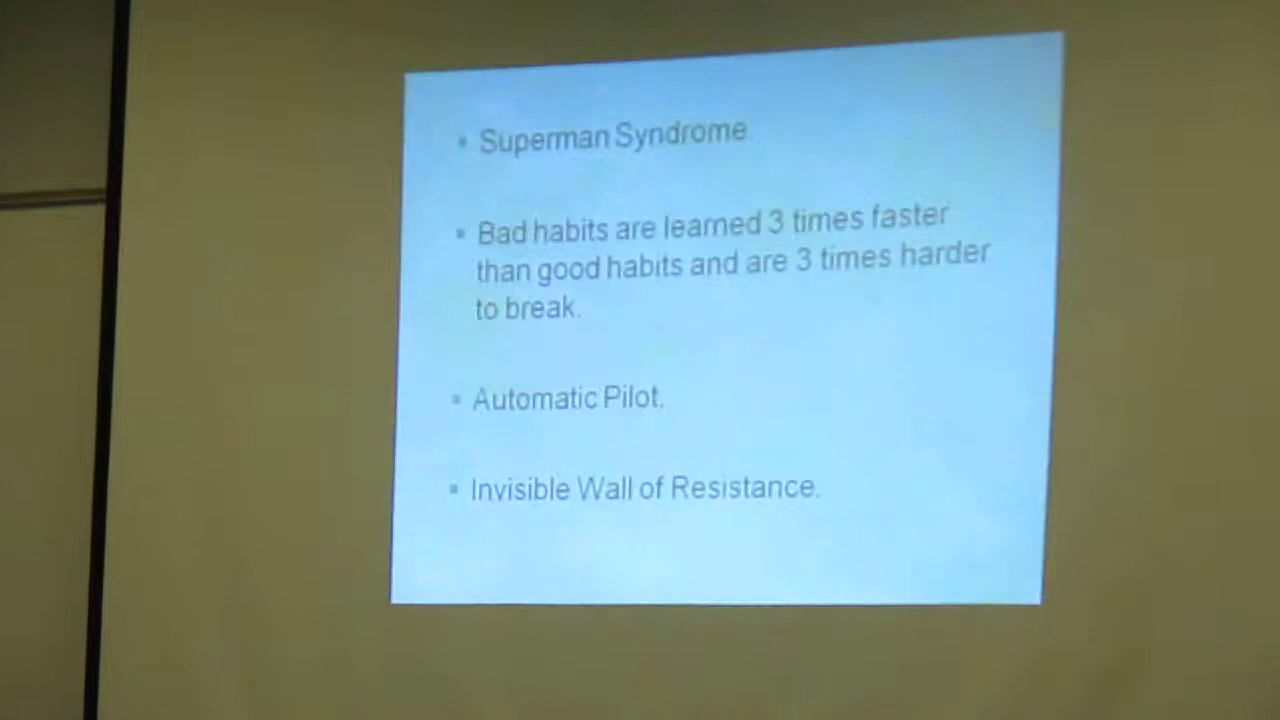 • Superman Syndrome
• Bad habits are learned 3 times faster
than good habits and are 3 times harder
to break.
• Automatic Pilot.
• Invisible Wall of Resistance.